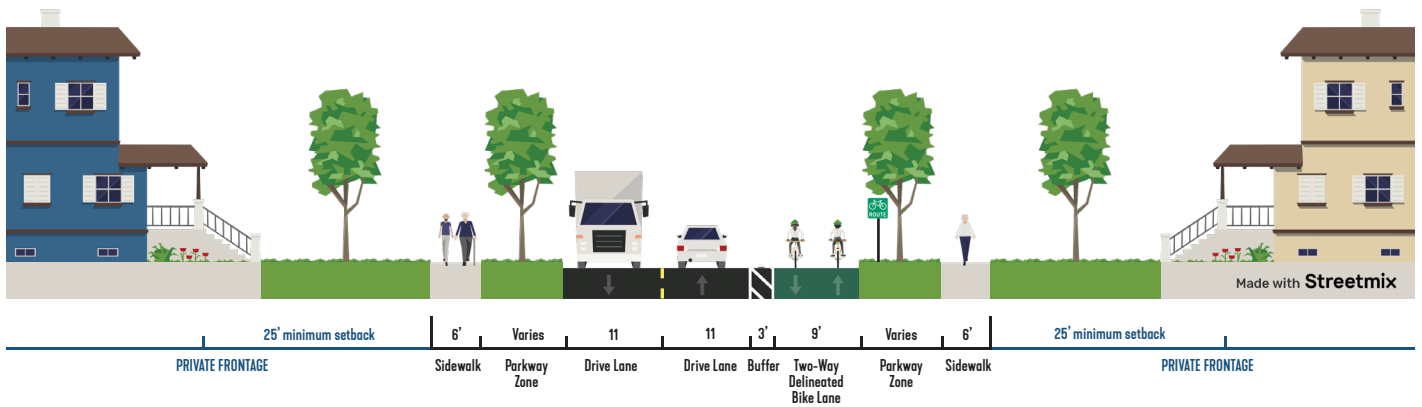 ROUTE
Made with Streetmix
25' minimum setback
6'
Varies
11
11
3'
9'
Varies
6'
25' minimum setback
PRIVATE FRONTAGE
Sidewalk
Parkway
Zone
Drive Lane
Drive Lane
Buffer
Two-Way
Delineated
Bike Lane
Parkway
Zone
Sidewalk
PRIVATE FRONTAGE